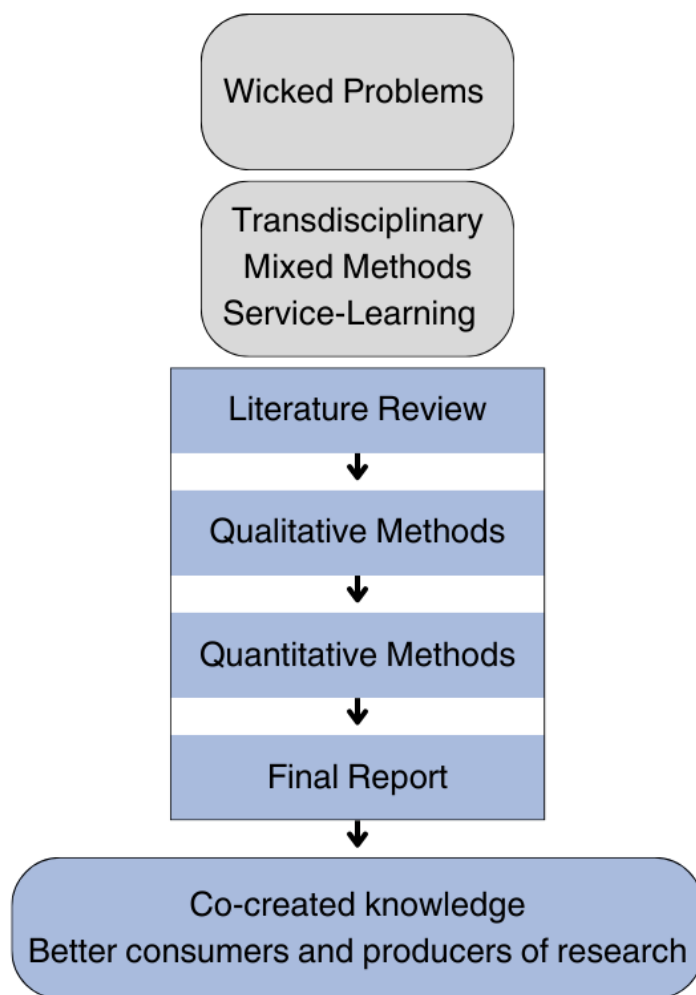 Wicked Problems
Transdisciplinary
Mixed Methods
Service-Learning
Literature Review
Qualitative Methods
Quantitative Methods
Final Report
Co-created knowledge
Better consumers and producers of research